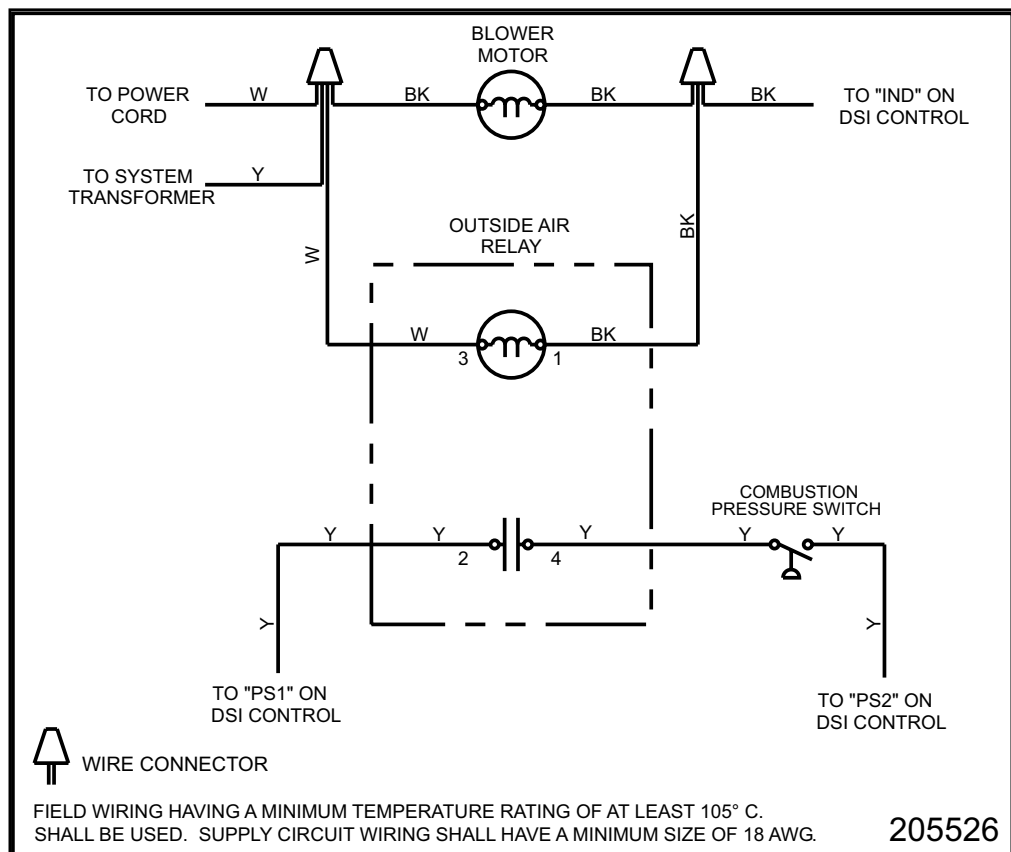 BLOWER
MOTOR
TO POWER
CORD
W
BK
BK
BK
TO "IND" ON
DSI CONTROL
TO SYSTEM
TRANSFORMER
Y
W
BK
OUTSIDE AIR
RELAY
W
3
1
BK
COMBUSTION
PRESSURE SWITCH
Y
Y
2
4
Y
Y
Y
Y
Y
TO "PS1" ON
DSI CONTROL
TO "PS2" ON
DSI CONTROL
WIRE CONNECTOR
FIELD WIRING HAVING A MINIMUM TEMPERATURE RATING OF AT LEAST 105° C.
SHALL BE USED. SUPPLY CIRCUIT WIRING SHALL HAVE A MINIMUM SIZE OF 18 AWG.
205526